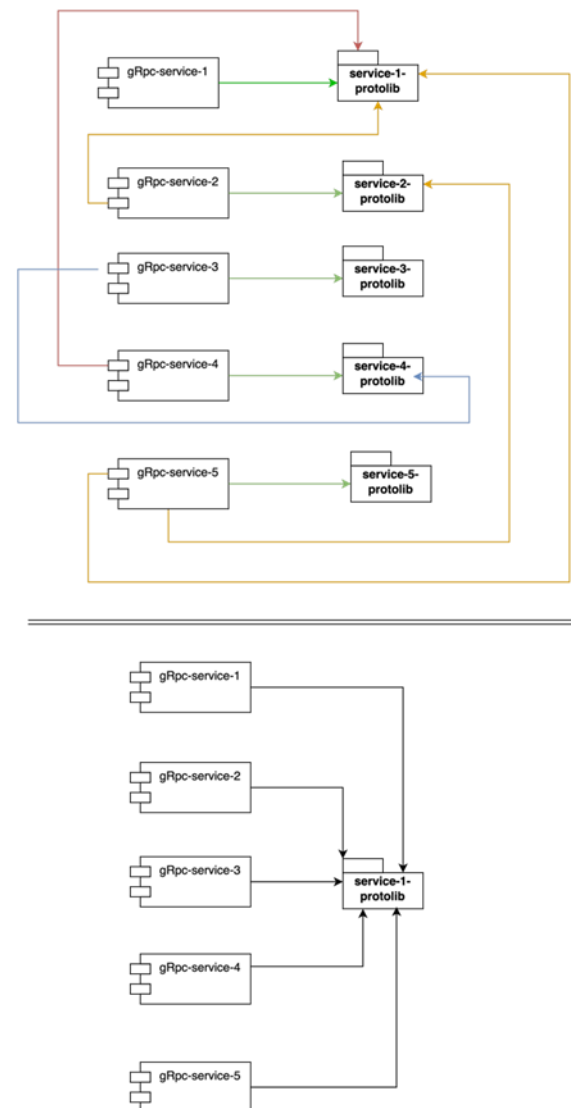 gRpc-service-1
service-1-
protolib
gRpc-service-2
service-2-
protolib
gRpc-service-3
service-3-
protolib
gRpc-service-4
service-4-
protolib
gRpc-service-5
service-5-
protolib
gRpc-service-1
gRpc-service-2
gRpc-service-3
service-1-
protolib
gRpc-service-4
gRpc-service-5